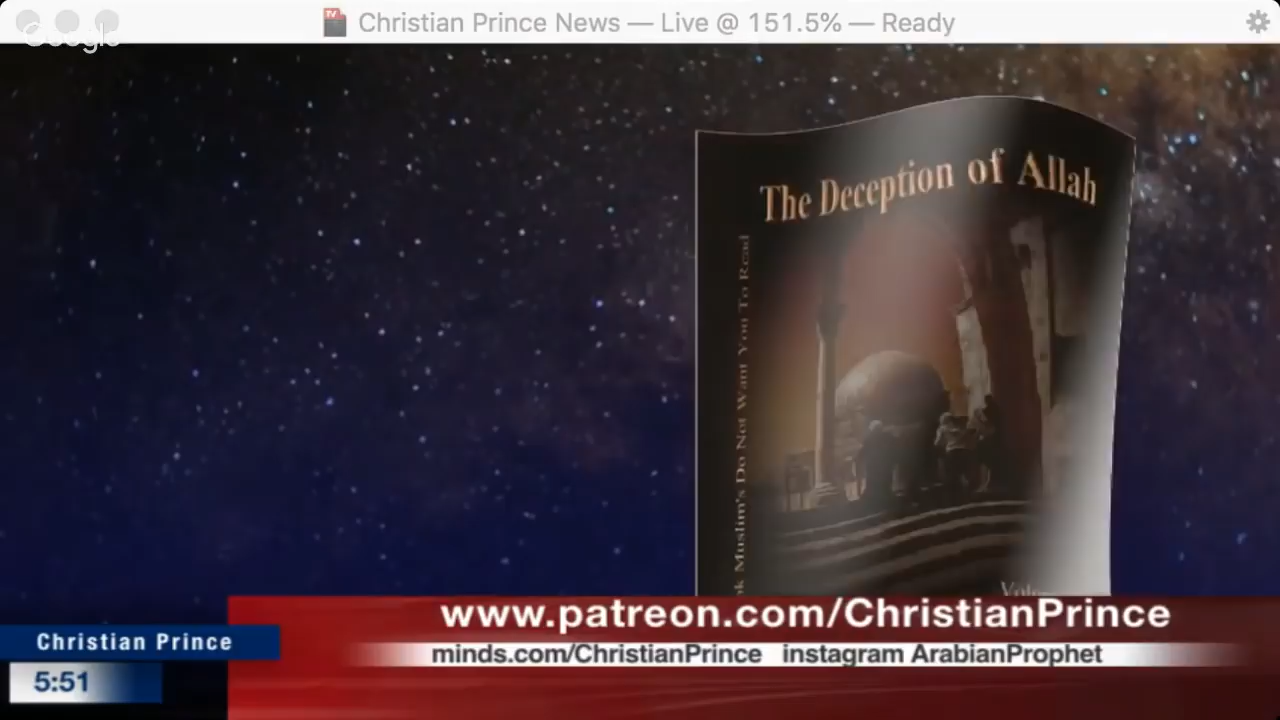 Christian Prince News — Live @ 151.5% — Ready
Google
The Deception of Allah
k Muslim's Do Not Want You To Read
www.patreon.com/ChristianPrince
Christian Prince
minds.com/ChristianPrince instagram ArabianProphet
5:51